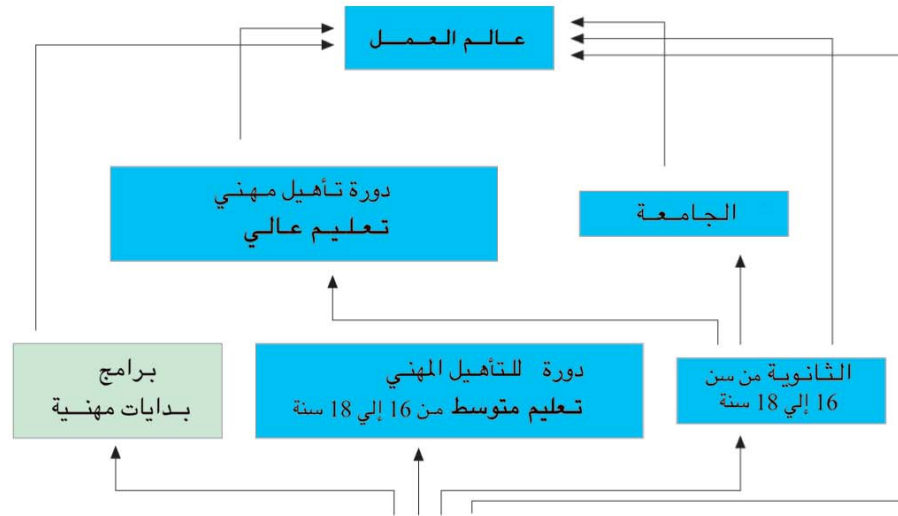 عالم العمل
دورة تأهيل مهني
تعليم عالي
الجامعة
برامج
بدايات مهنية
دورة للتأهيل المهني
تعليم متوسط من 16 إلي 18 سنة
الثانوية من سن
16 إلي 18 سنة